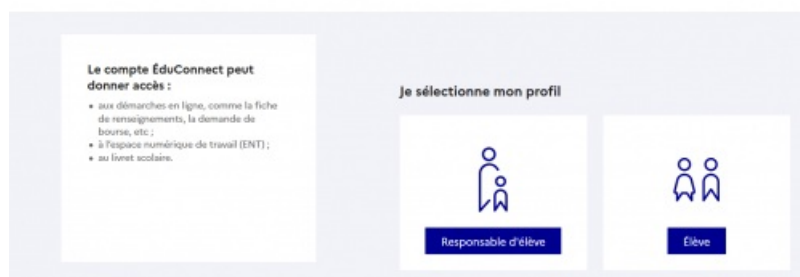 Le compte ÉduConnect peut
donner accès :
• aux démarches en ligne, comme la fiche
de renseignements, la demande de
bourse, etc ;
• à l'espace numérique de travail (ENT) ;
• au livret scolaire.
Je sélectionne mon profil
Responsable d'élève
Élève